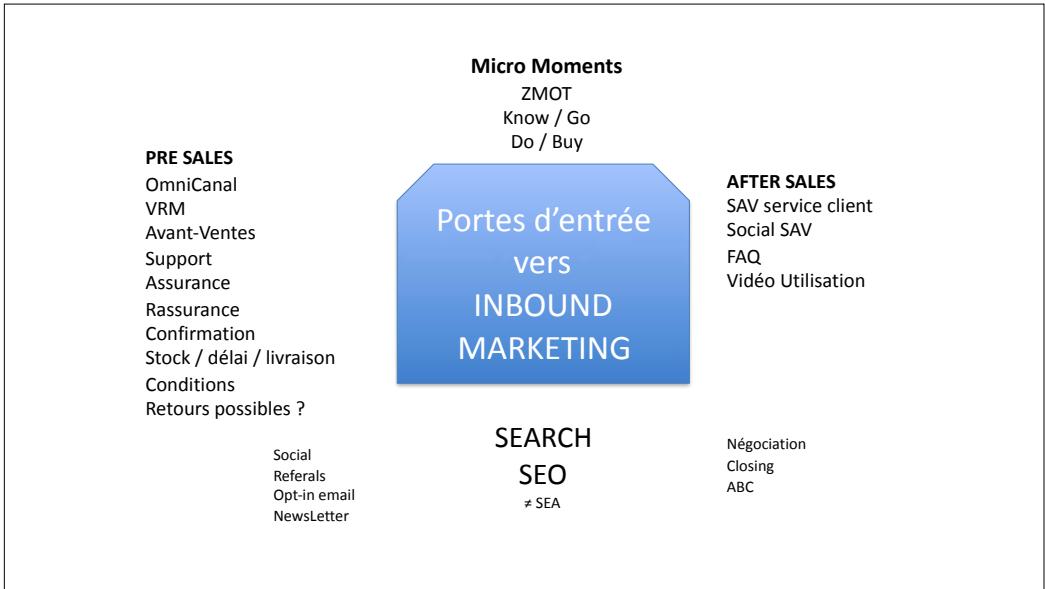 Micro Moments
ZMOT
Know / Go
Do / Buy
PRE SALES
OmniCanal
VRM
Avant-Ventes
Support
Assurance
Rassurance
Confirmation
Stock / délai / livraison
Conditions
Retours possibles ?
Portes d’entrée
vers
INBOUND
MARKETING
AFTER SALES
SAV service client
Social SAV
FAQ
Vidéo Utilisation
Social
Referals
Opt-in email
NewsLetter
SEARCH
SEO
≠ SEA
Négociation
Closing
ABC